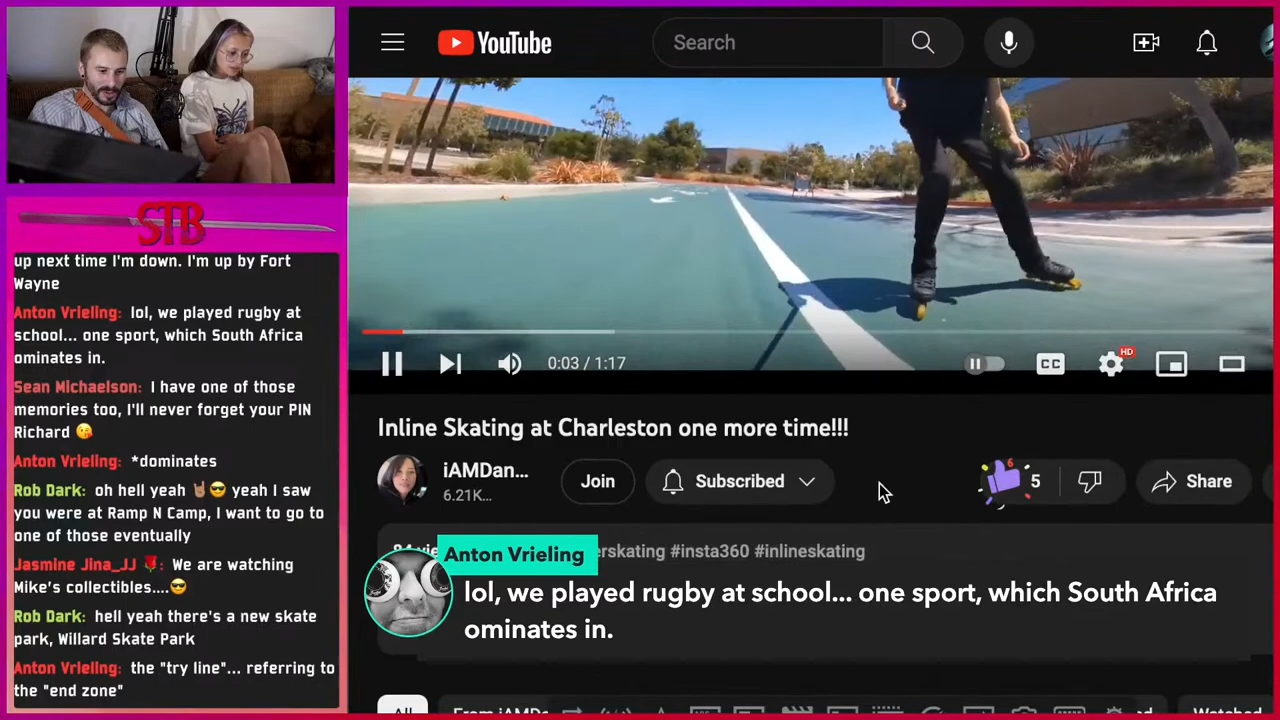 YouTube
Search
STB
up next time I'm down. I'm up by Fort
Wayne
Anton Vrieling: lol, we played rugby at
school... one sport, which South Africa
ominates in.
Sean Michaelson: I have one of those
memories too, I'll never forget your PIN
Richard 😘
Anton Vrieling: *dominates
Rob Dark: oh hell yeah 🤘😎 yeah I saw
you were at Ramp N Camp, I want to go to
one of those eventually
Jasmine Jina_JJ 🌹: We are watching
Mike's collectibles....😎
Rob Dark: hell yeah there's a new skate
park, Willard Skate Park
Anton Vrieling: the "try line"... referring to
the "end zone"
0:03 / 1:17
CC
HD
Inline Skating at Charleston one more time!!!
iAMDan...
6.21K...
Join
Subscribed
6
5
Share
erskating #insta360 #inlineskating
Anton Vrieling
lol, we played rugby at school... one sport, which South Africa
ominates in.
All
From iAMD
Watched